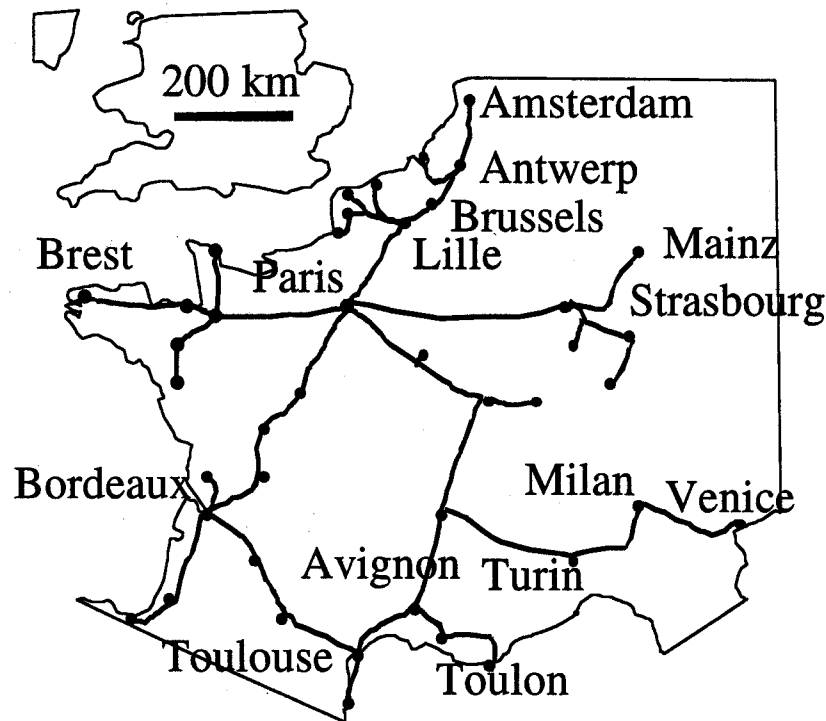 200 km
Amsterdam
Antwerp
Brussels
Brest
Paris
Lille
Mainz
Strasbourg
Bordeaux
Milan
Venice
Avignon
Turin
Toulouse
Toulon